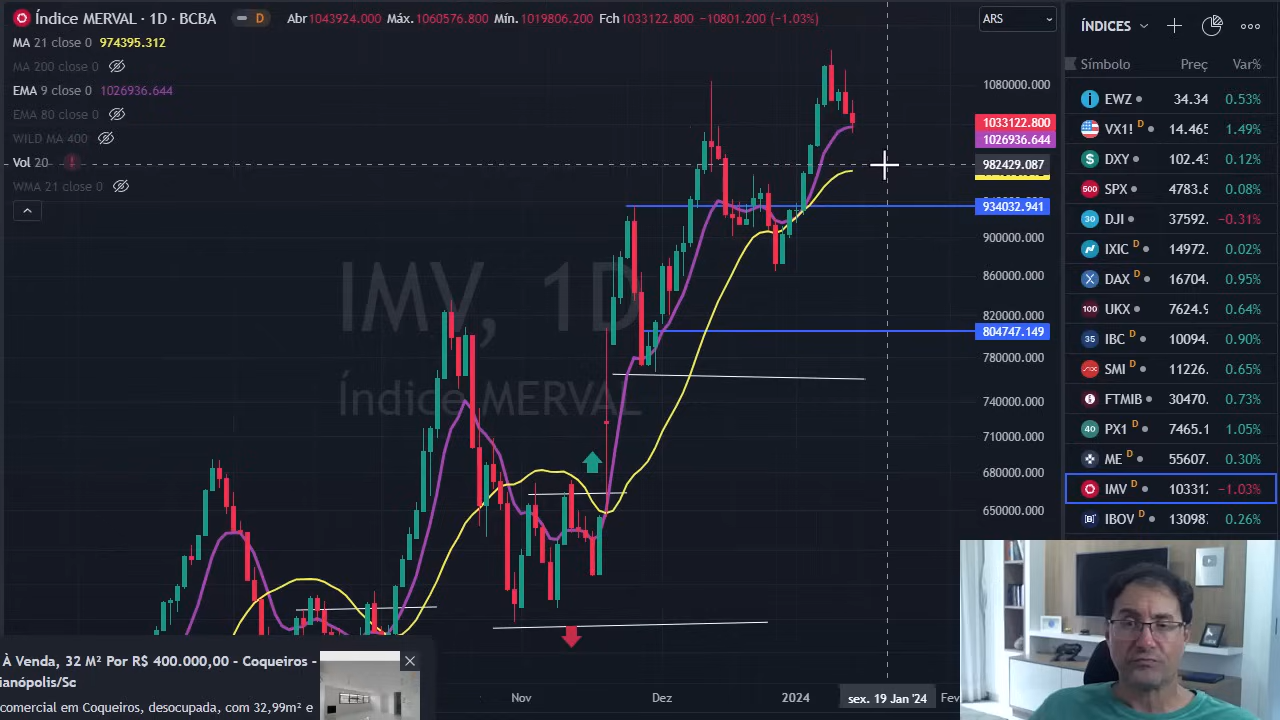 Índice MERVAL · 1D · BCBA
D
Abr1043924.000 Máx.1060576.800 Mín.1019806.200 Fch1033122.800 −10801.200 (−1.03%)
MA 21 close 0 974395.312
MA 200 close 0
EMA 9 close 0 1026936.644
EMA 80 close 0
WILD MA 400
Vol 20
WMA 21 close 0
IMV, 1D
Índice MERVAL
ARS
1080000.000
1033122.800
1026936.644
982429.087
934032.941
900000.000
860000.000
820000.000
804747.149
780000.000
740000.000
710000.000
680000.000
650000.000
Nov
Dez
2024
sex. 19 Jan '24
Fev
ÍNDICES
Símbolo Preç Var%
EWZ 34.34 0.53%
VX1! D 14.465 1.49%
DXY 102.43 0.12%
500 SPX 4783.8 0.08%
30 DJI 37592. −0.31%
IXIC D 14972. 0.02%
DAX D 16704. 0.95%
100 UKX 7624.9 0.64%
35 IBC D 10094. 0.90%
SMI D 11226. 0.65%
FTMIB 30470. 0.73%
40 PX1 D 7465.1 1.05%
ME D 55607. 0.30%
IMV D 10331 −1.03%
IBOV D 13098 0.26%
À Venda, 32 M² Por R$ 400.000,00 - Coqueiros -
ianópolis/Sc
comercial em Coqueiros, desocupada, com 32,99m² e